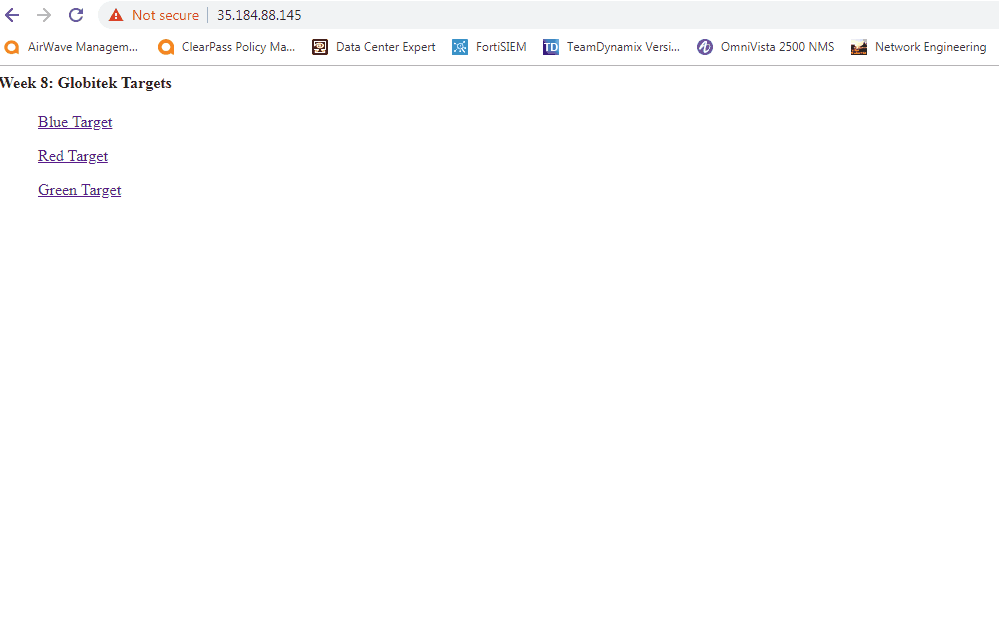 Not secure 35.184.88.145
AirWave Managem... ClearPass Policy Ma... Data Center Expert FortiSIEM TD TeamDynamix Versi... OmniVista 2500 NMS Network Engineering
Week 8: Globitek Targets
Blue Target
Red Target
Green Target